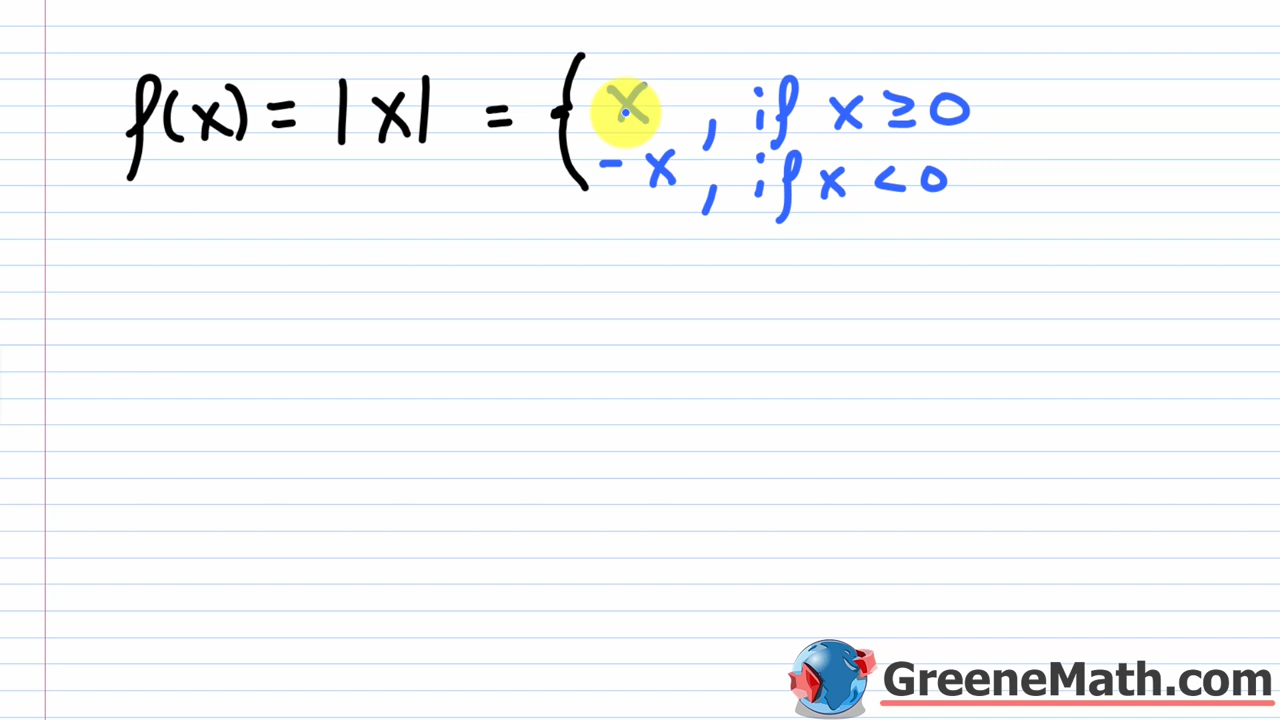 f(x) = |x| = { x , if x ≥ 0
- x , if x < 0
GreeneMath.com